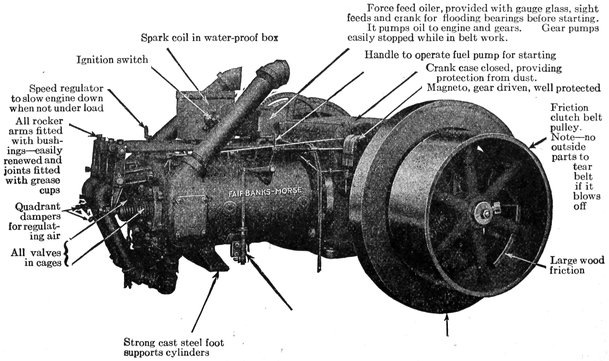 Force feed oiler, provided with gauge glass, sight
feeds and crank for flooding bearings before starting.
It pumps oil to engine and gears. Gear pumps
easily stopped while in belt work.
Spark coil in water-proof box
Ignition switch
Handle to operate fuel pump for starting
Crank case closed, providing
protection from dust.
Magneto, gear driven, well protected
Speed regulator
to slow engine down
when not under load
All rocker
arms fitted
with bush-
ings—easily
renewed and
joints fitted
with grease
cups
Quadrant
dampers
for regulat-
ing air
All valves
in cages
FAIRBANKS-MORSE
Friction
clutch belt
pulley.
Note—no
outside
parts to
tear
belt
if it
blows
off
Large wood
friction
Strong cast steel foot
supports cylinders